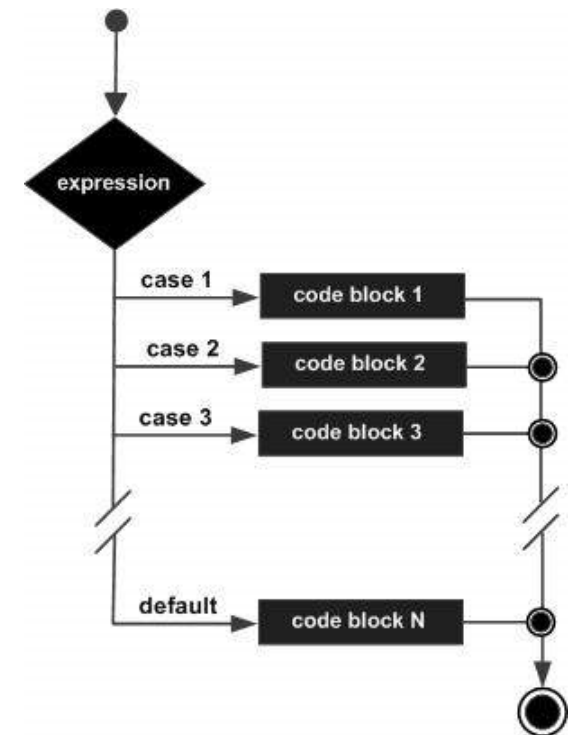 expression
case 1
code block 1
case 2
code block 2
case 3
code block 3
default
code block N